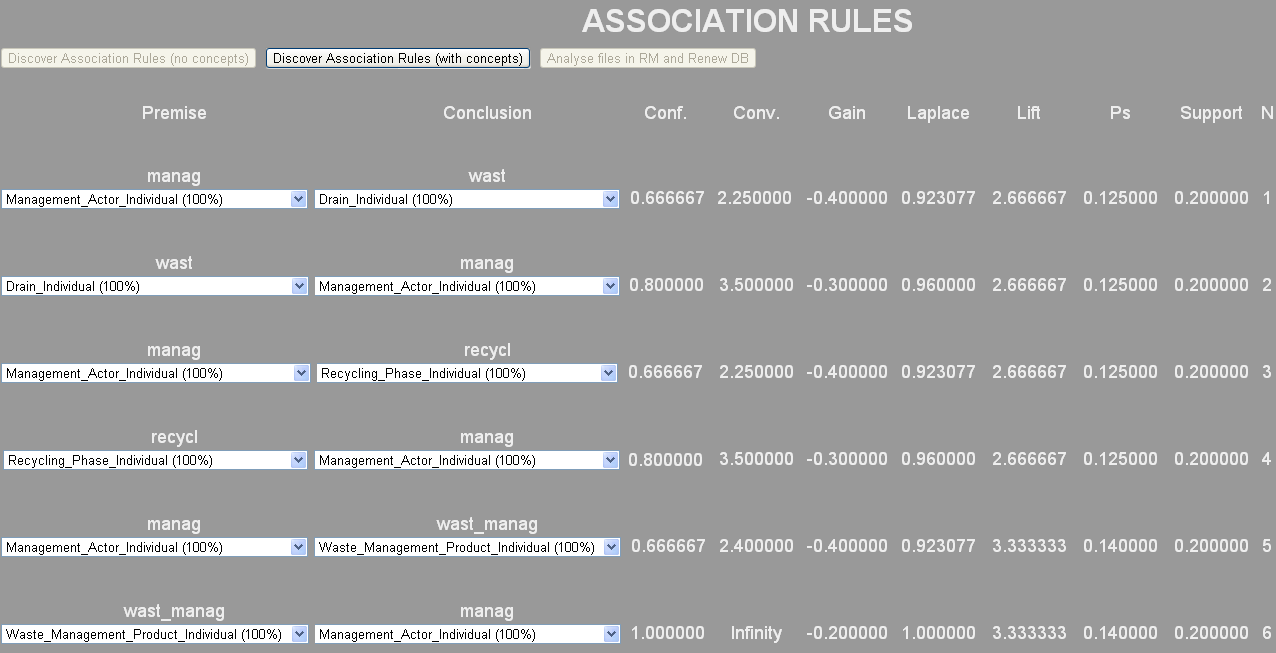 ASSOCIATION RULES
Discover Association Rules (no concepts) Discover Association Rules (with concepts) Analyse files in RM and Renew DB
Premise Conclusion Conf. Conv. Gain Laplace Lift Ps Support N
manag wast
Management_Actor_Individual (100%) Drain_Individual (100%) 0.666667 2.250000 -0.400000 0.923077 2.666667 0.125000 0.200000 1
wast manag
Drain_Individual (100%) Management_Actor_Individual (100%) 0.800000 3.500000 -0.300000 0.960000 2.666667 0.125000 0.200000 2
manag recycl
Management_Actor_Individual (100%) Recycling_Phase_Individual (100%) 0.666667 2.250000 -0.400000 0.923077 2.666667 0.125000 0.200000 3
recycl manag
Recycling_Phase_Individual (100%) Management_Actor_Individual (100%) 0.800000 3.500000 -0.300000 0.960000 2.666667 0.125000 0.200000 4
manag wast_manag
Management_Actor_Individual (100%) Waste_Management_Product_Individual (100%) 0.666667 2.400000 -0.400000 0.923077 3.333333 0.140000 0.200000 5
wast_manag manag
Waste_Management_Product_Individual (100%) Management_Actor_Individual (100%) 1.000000 Infinity -0.200000 1.000000 3.333333 0.140000 0.200000 6